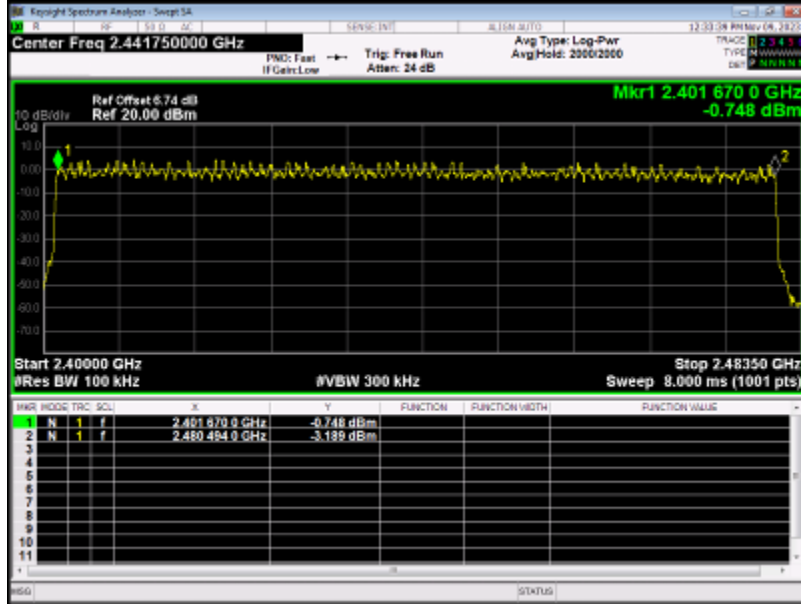 Keysight Spectrum Analyzer - Swept SA
R RF 50 Ω AC SENSE:INT ALIGN AUTO 12:33:39 PM Nov 09, 2023
Center Freq 2.441750000 GHz
PNO: Fast
IFGain:Low
Trig: Free Run
Atten: 24 dB
Avg Type: Log-Pwr
Avg|Hold: 2000/2000
TRACE 1 2 3 4 5
TYPE M W W W W W
DET P N N N N N
Ref Offset 6.74 dB
Ref 20.00 dBm
10 dB/div
Log
Mkr1 2.401 670 0 GHz
-0.748 dBm
10.0
0.00
-10.0
-20.0
-30.0
-40.0
-50.0
-60.0
-70.0
1
2
Start 2.40000 GHz
#Res BW 100 kHz
#VBW 300 kHz
Stop 2.48350 GHz
Sweep 8.000 ms (1001 pts)
MKR MODE TRC SCL X Y FUNCTION FUNCTION WIDTH FUNCTION VALUE
1 N 1 f 2.401 670 0 GHz -0.748 dBm
2 N 1 f 2.480 494 0 GHz -3.189 dBm
3
4
5
6
7
8
9
10
11
MSG STATUS